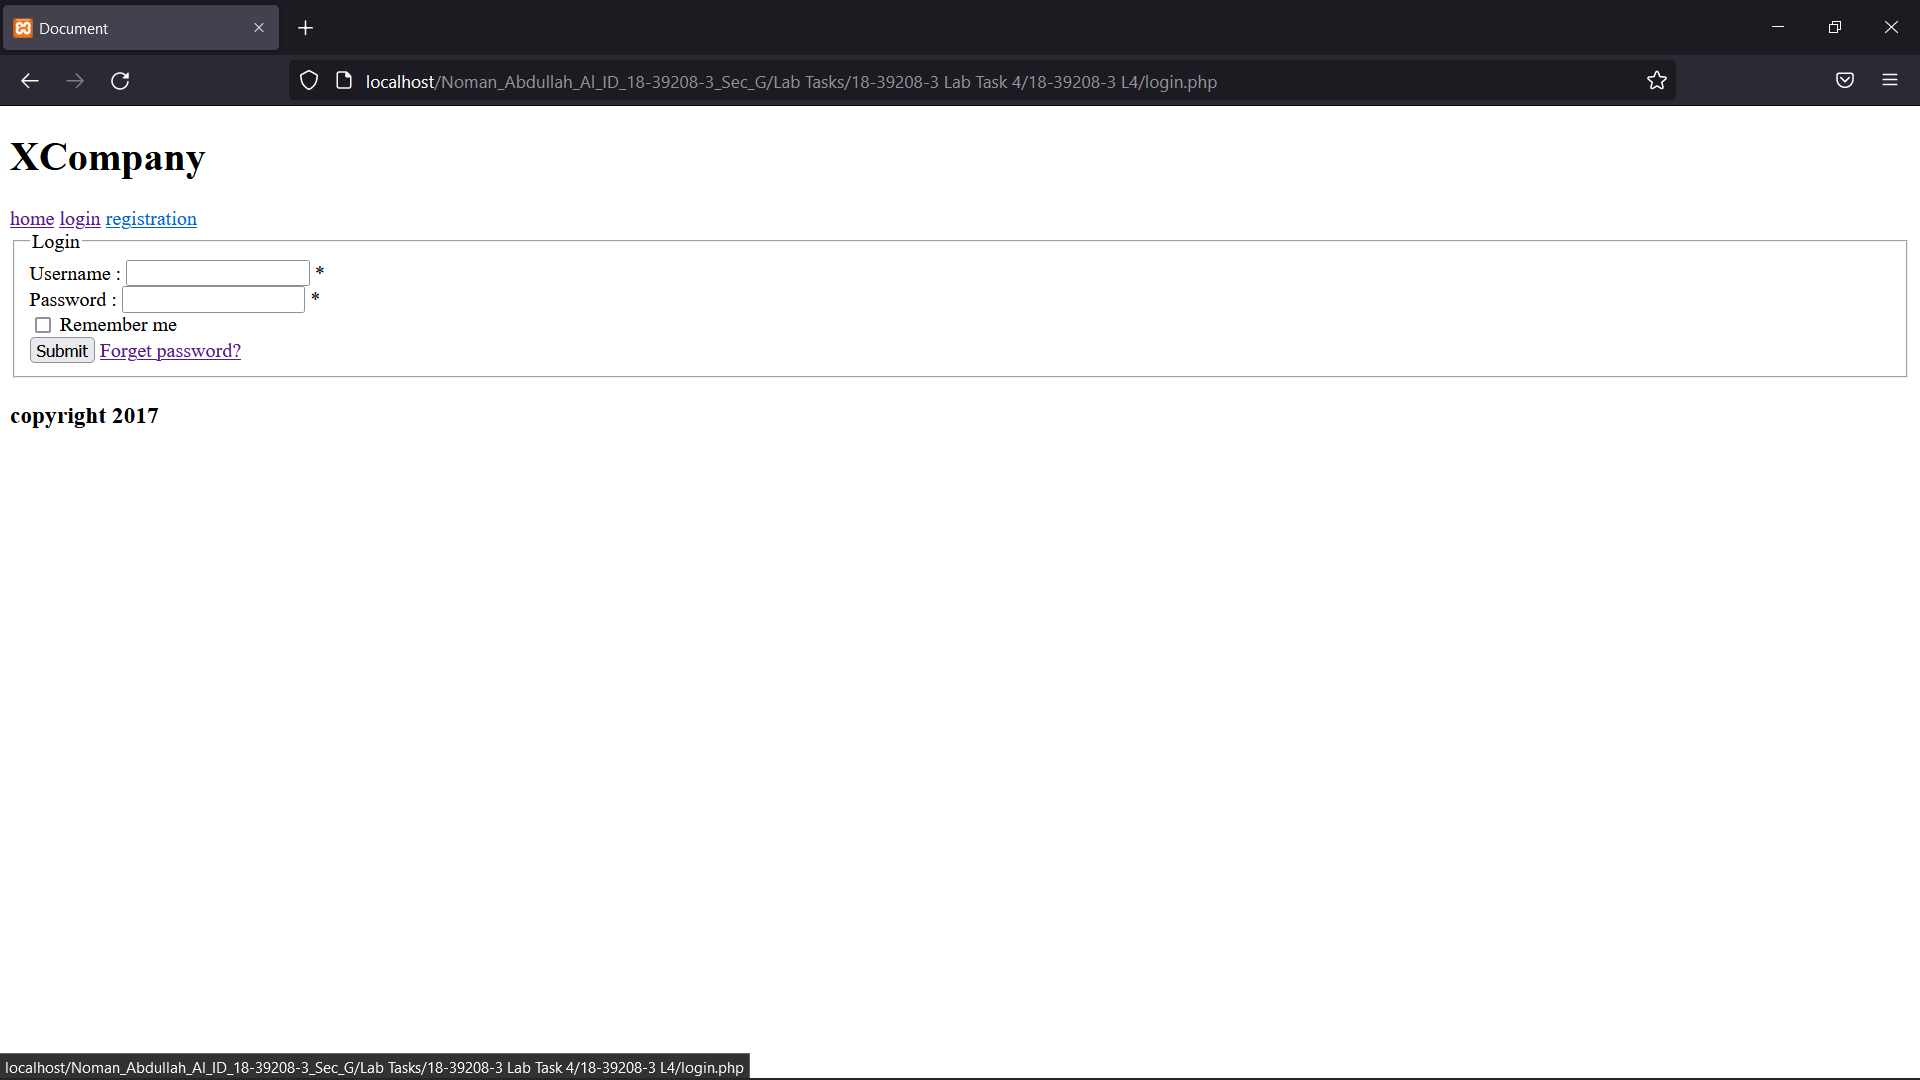 Document
localhost/Noman_Abdullah_Al_ID_18-39208-3_Sec_G/Lab Tasks/18-39208-3 Lab Task 4/18-39208-3 L4/login.php
XCompany
home login registration
Login
Username : *
Password : *
Remember me
Submit Forget password?
copyright 2017
localhost/Noman_Abdullah_Al_ID_18-39208-3_Sec_G/Lab Tasks/18-39208-3 Lab Task 4/18-39208-3 L4/login.php